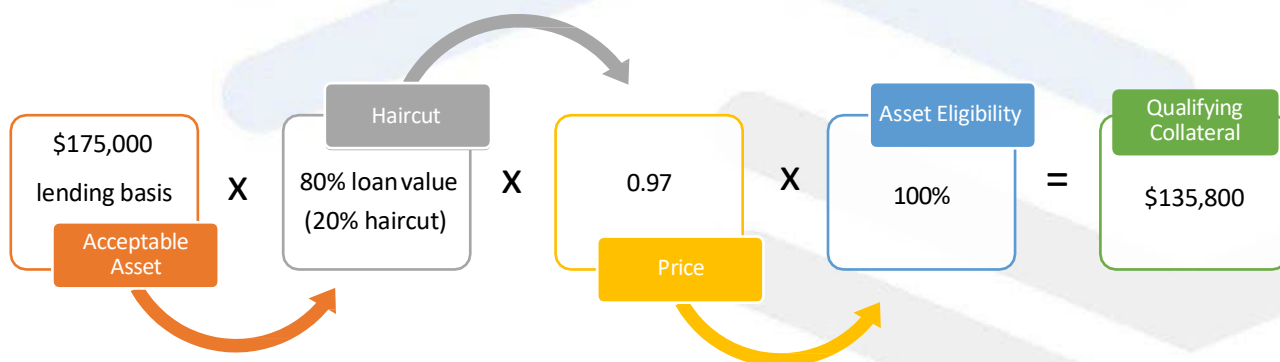 $175,000
lending basis
Acceptable
Asset
X
Haircut
80% loan value
(20% haircut)
X
0.97
Price
X
Asset Eligibility
100%
=
Qualifying
Collateral
$135,800